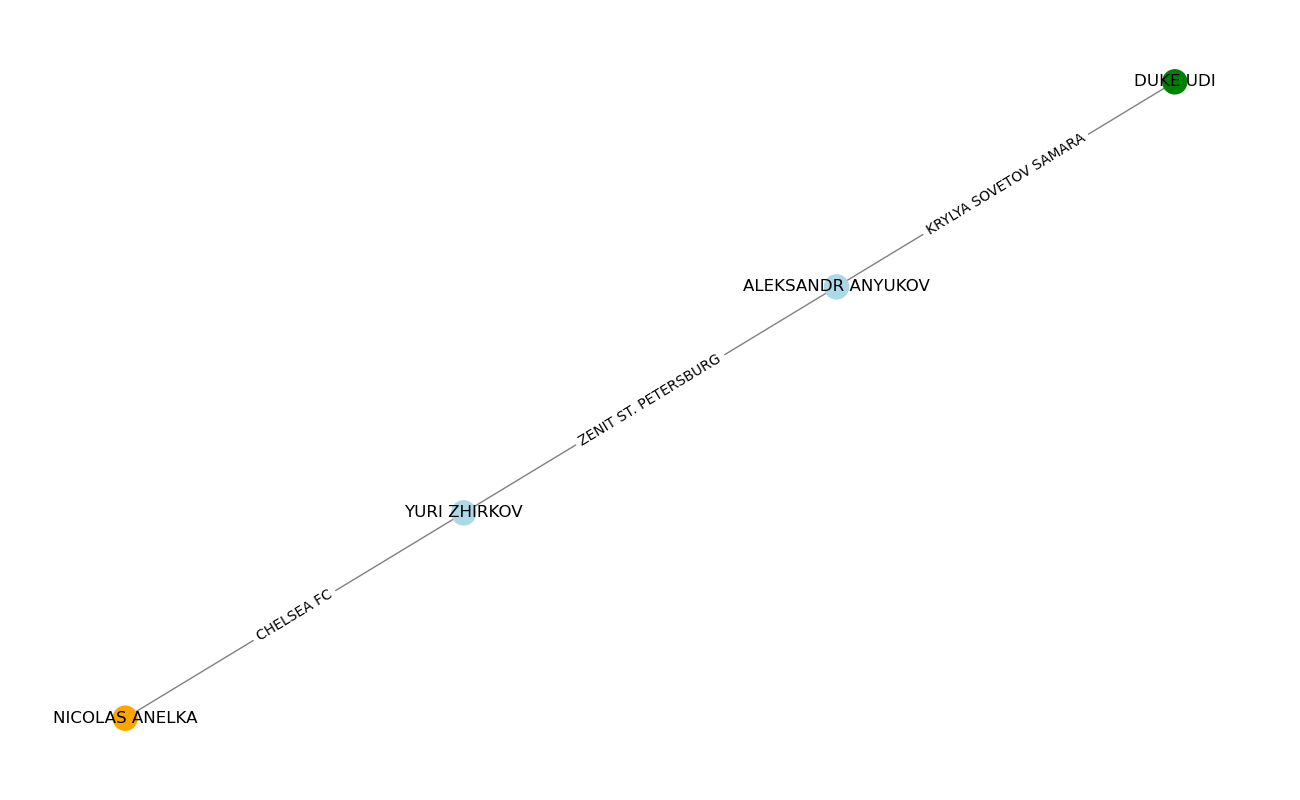 DUKE UDI
KRYLYA SOVETOV SAMARA
ALEKSANDR ANYUKOV
ZENIT ST. PETERSBURG
YURI ZHIRKOV
CHELSEA FC
NICOLAS ANELKA